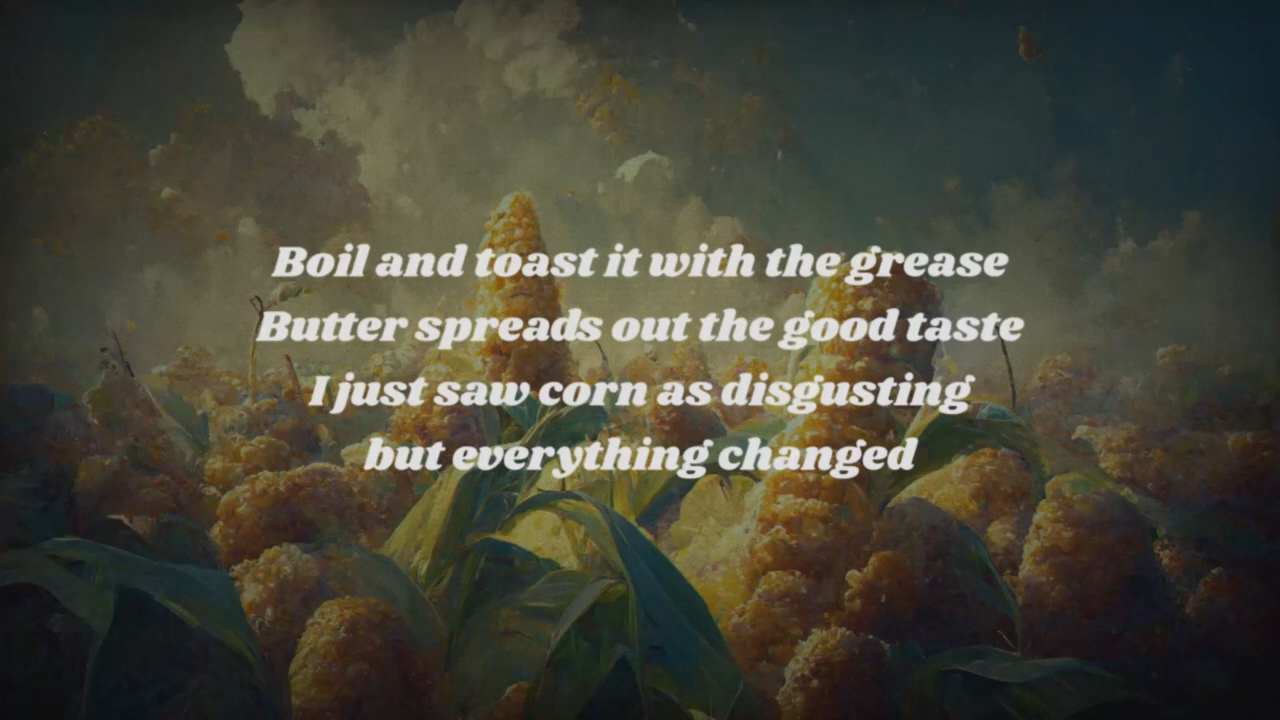 Boil and toast it with the grease
Butter spreads out the good taste
I just saw corn as disgusting
but everything changed